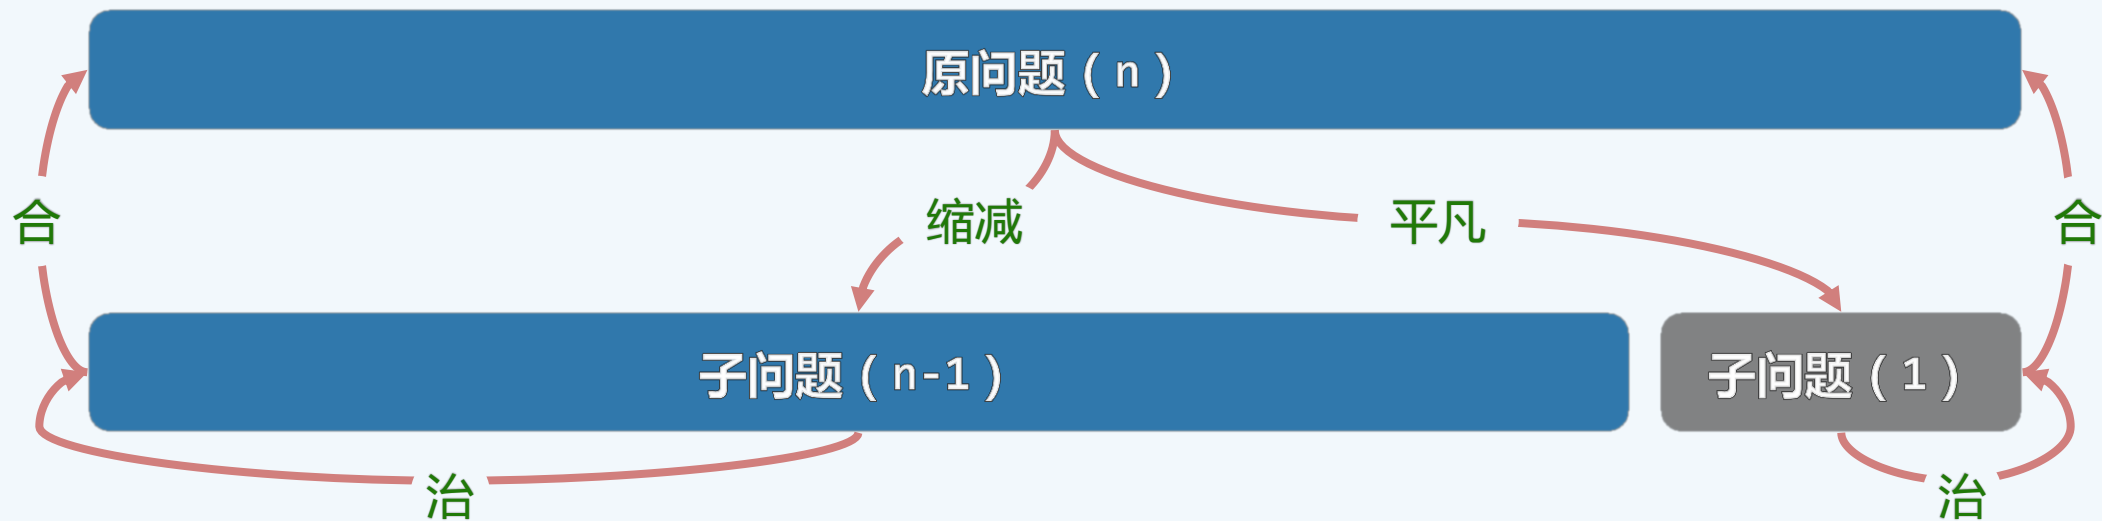 原问题（n）
合
缩减
平凡
合
子问题（n-1）
子问题（1）
治
治